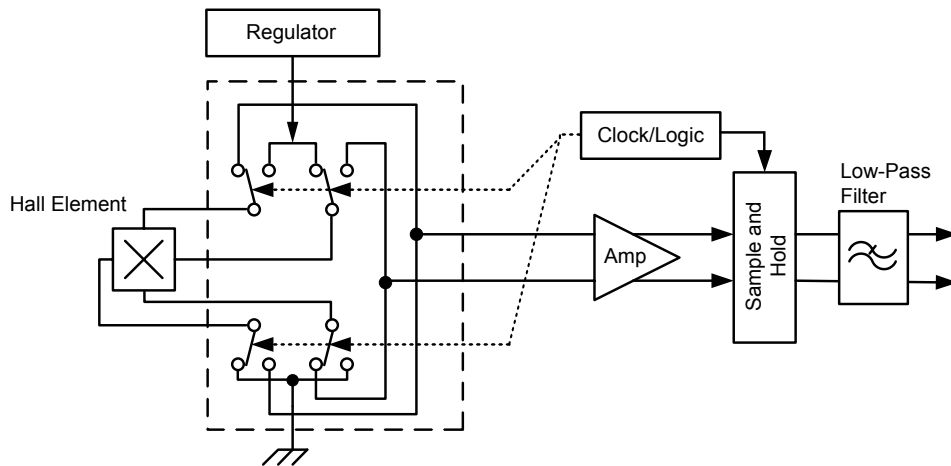 Regulator
Clock/Logic
Low-Pass
Filter
Hall Element
Amp
Sample and
Hold